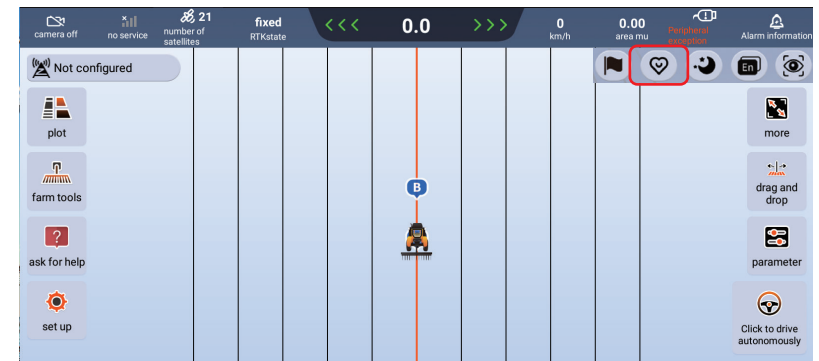 camera off
no service
21
number of
satellites
fixed
RTKstate
<<<
0.0
>>>
0
km/h
0.00
area mu
Peripheral
exception
Alarm information
Not configured
En
plot
farm tools
ask for help
set up
B
more
drag and
drop
parameter
Click to drive
autonomously